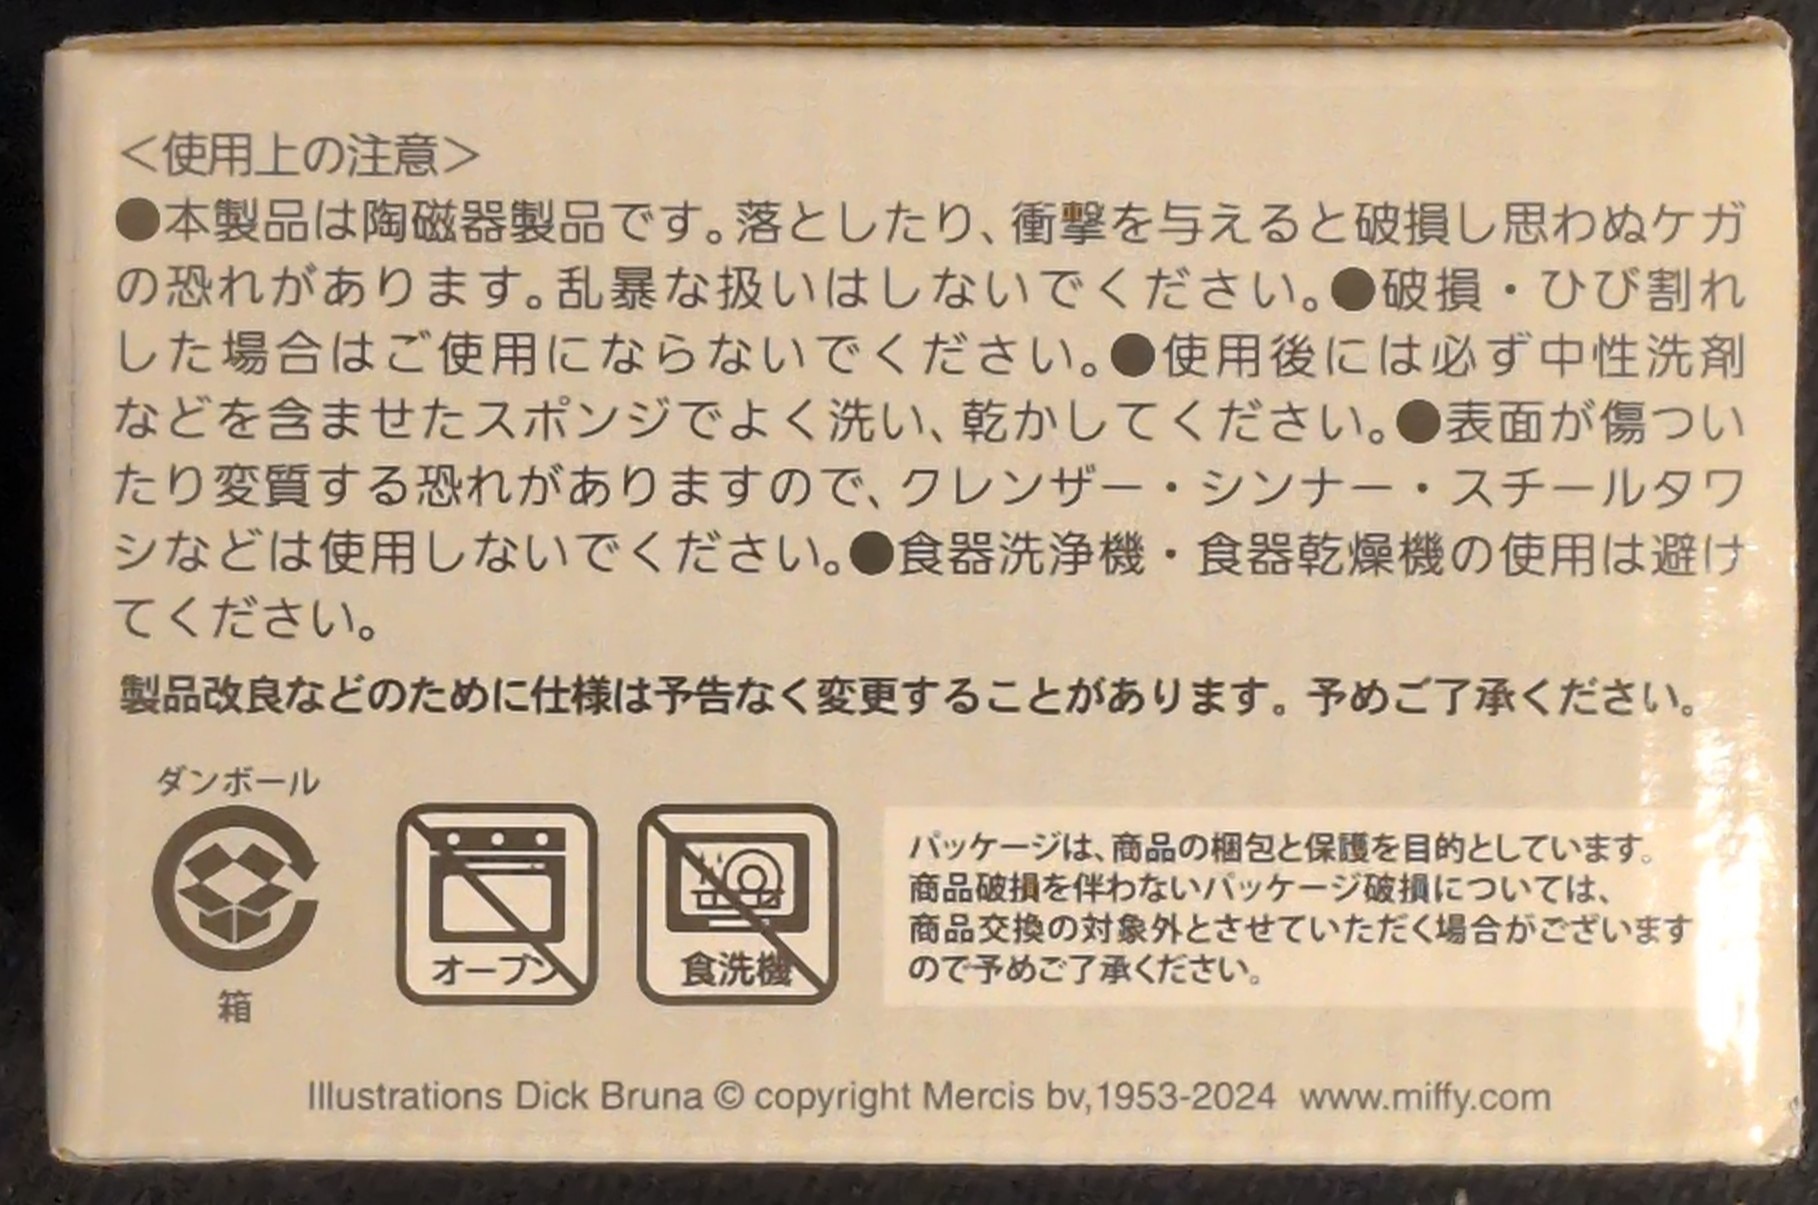 ＜使用上の注意＞
●本製品は陶磁器製品です。落としたり、衝撃を与えると破損し思わぬケガ
の恐れがあります。乱暴な扱いはしないでください。●破損・ひび割れ
した場合はご使用にならないでください。●使用後には必ず中性洗剤
などを含ませたスポンジでよく洗い、乾かしてください。●表面が傷つい
たり変質する恐れがありますので、クレンザー・シンナー・スチールタワ
シなどは使用しないでください。●食器洗浄機・食器乾燥機の使用は避け
てください。
製品改良などのために仕様は予告なく変更することがあります。予めご了承ください。
ダンボール
箱
オーブン
食洗機
パッケージは、商品の梱包と保護を目的としています。
商品破損を伴わないパッケージ破損については、
商品交換の対象外とさせていただく場合がございます
ので予めご了承ください。
Illustrations Dick Bruna © copyright Mercis bv,1953-2024 www.miffy.com